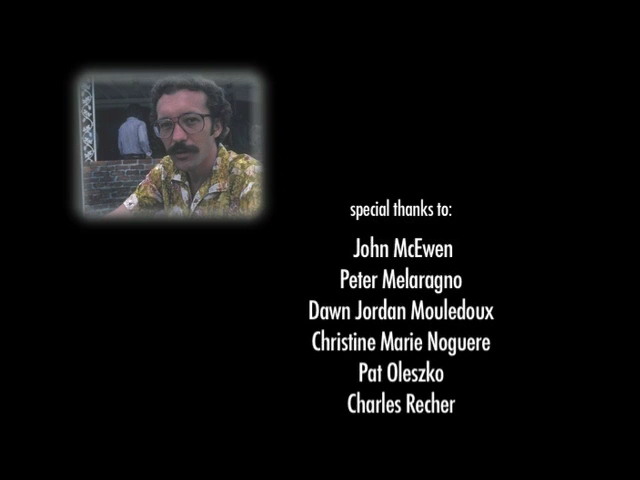 special thanks to:
John McEwen
Peter Melaragno
Dawn Jordan Mouledoux
Christine Marie Noguere
Pat Oleszko
Charles Recher